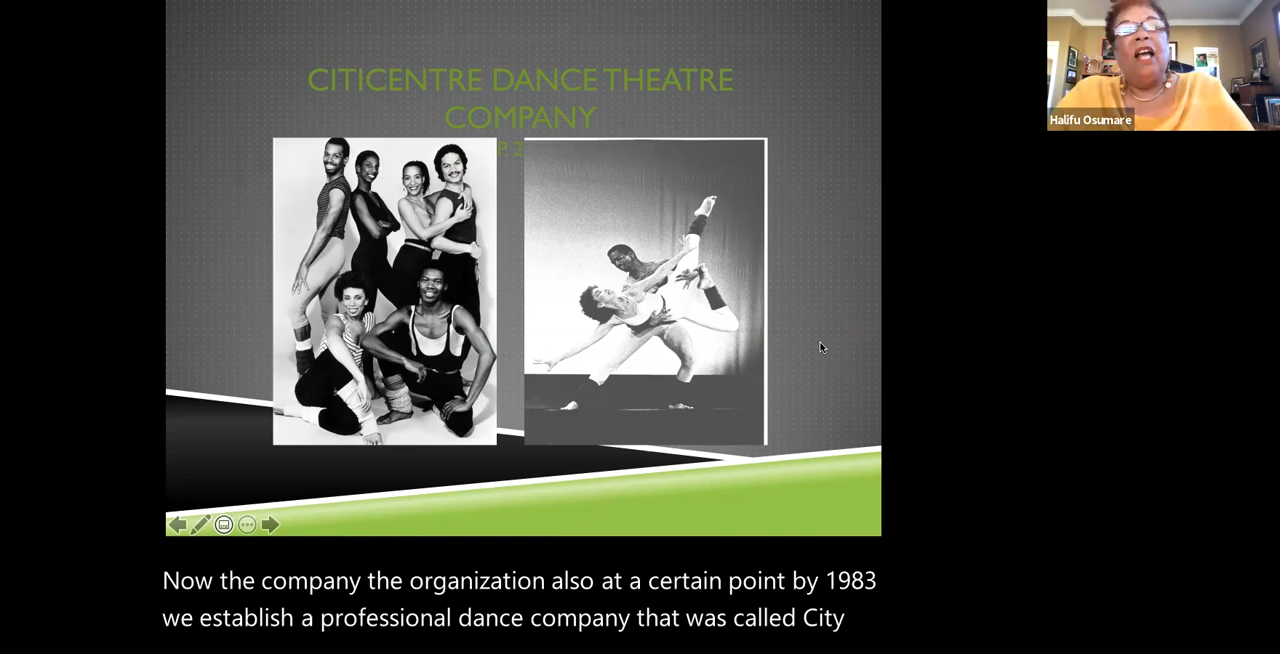 CITICENTRE DANCE THEATRE
COMPANY
P. 2
Halifu Osumare
Now the company the organization also at a certain point by 1983
we establish a professional dance company that was called City